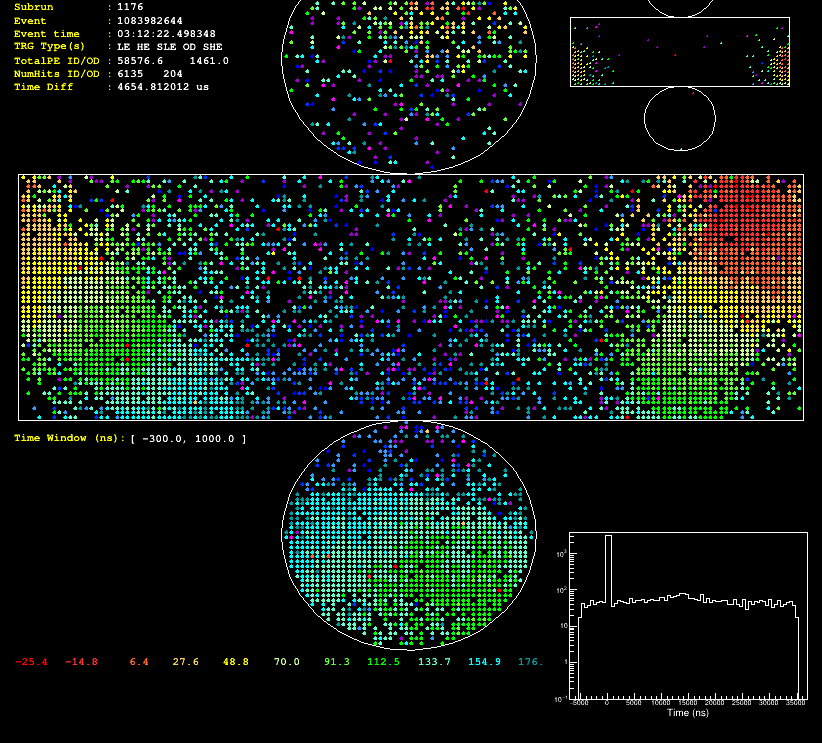 Subrun : 1176
Event : 1083982644
Event time : 03:12:22.498348
TRG Type(s) : LE HE SLE OD SHE
TotalPE ID/OD : 58576.6 1461.0
NumHits ID/OD : 6135 204
Time Diff : 4654.812012 us
Time Window (ns): [ -300.0, 1000.0 ]
-25.4 -14.8 6.4 27.6 48.8 70.0 91.3 112.5 133.7 154.9 176.
10³
10²
10
1
10⁻¹
-5000 0 5000 10000 15000 20000 25000 30000 35000
Time (ns)